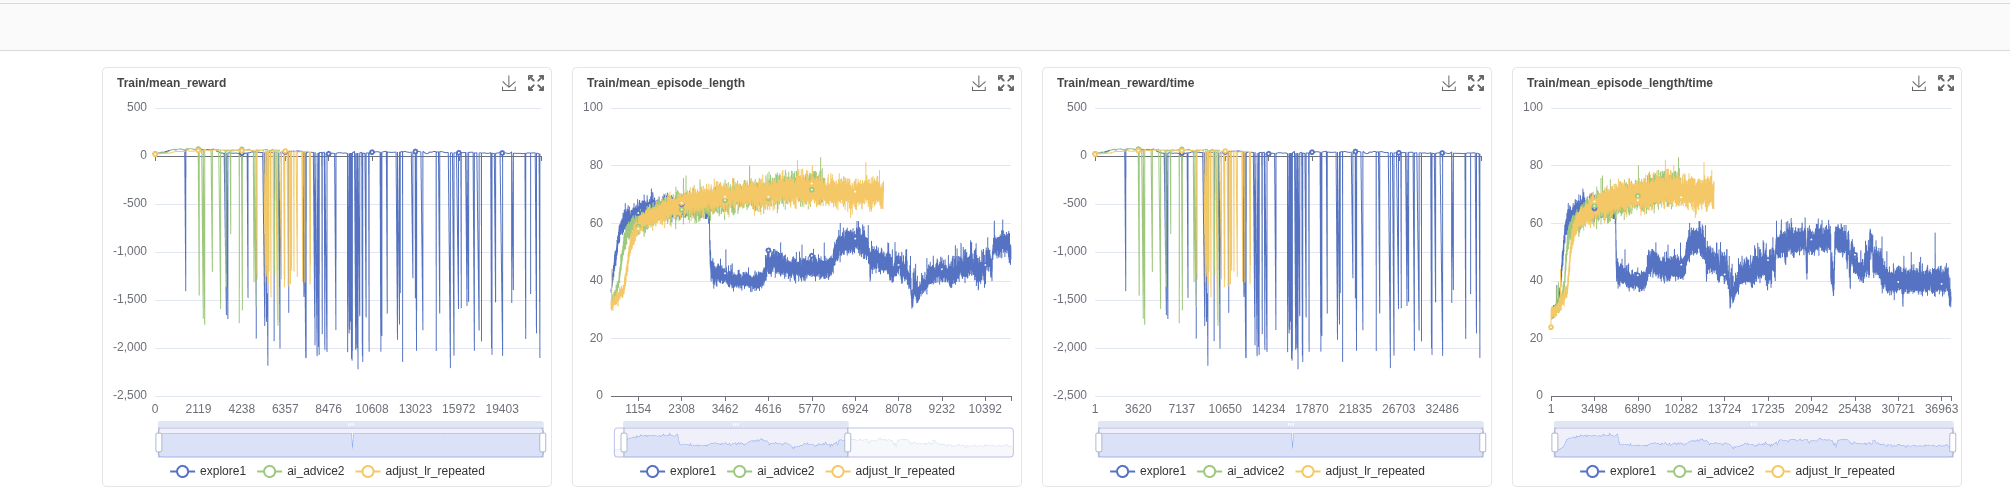 Train/mean_reward
500
0
-500
-1,000
-1,500
-2,000
-2,500
0 2119 4238 6357 8476 10608 13023 15972 19403
explore1 ai_advice2 adjust_lr_repeated
Train/mean_episode_length
100
80
60
40
20
0
1154 2308 3462 4616 5770 6924 8078 9232 10392
explore1 ai_advice2 adjust_lr_repeated
Train/mean_reward/time
500
0
-500
-1,000
-1,500
-2,000
-2,500
1 3620 7137 10650 14234 17870 21835 26703 32486
explore1 ai_advice2 adjust_lr_repeated
Train/mean_episode_length/time
100
80
60
40
20
0
1 3498 6890 10282 13724 17235 20942 25438 30721 36963
explore1 ai_advice2 adjust_lr_repeated